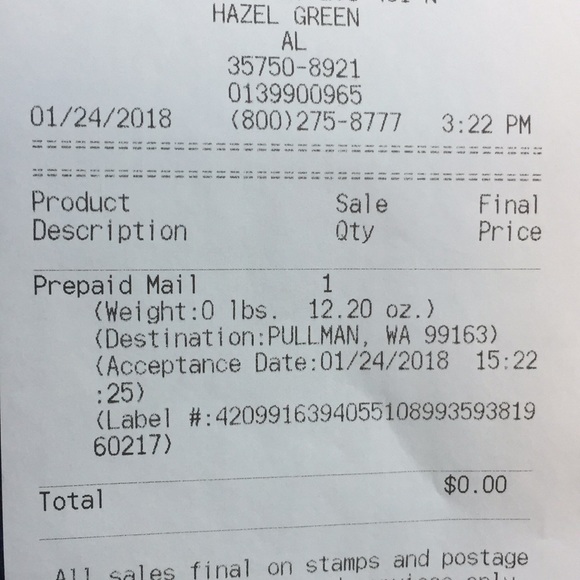 HAZEL GREEN
AL
35750-8921
0139900965
01/24/2018 (800)275-8777 3:22 PM
Product Sale Final
Description Qty Price
Prepaid Mail 1
(Weight:0 lbs. 12.20 oz.)
(Destination:PULLMAN, WA 99163)
(Acceptance Date:01/24/2018 15:22
:25)
(Label #:4209916394055108993593819
60217)
Total $0.00
All sales final on stamps and postage
only